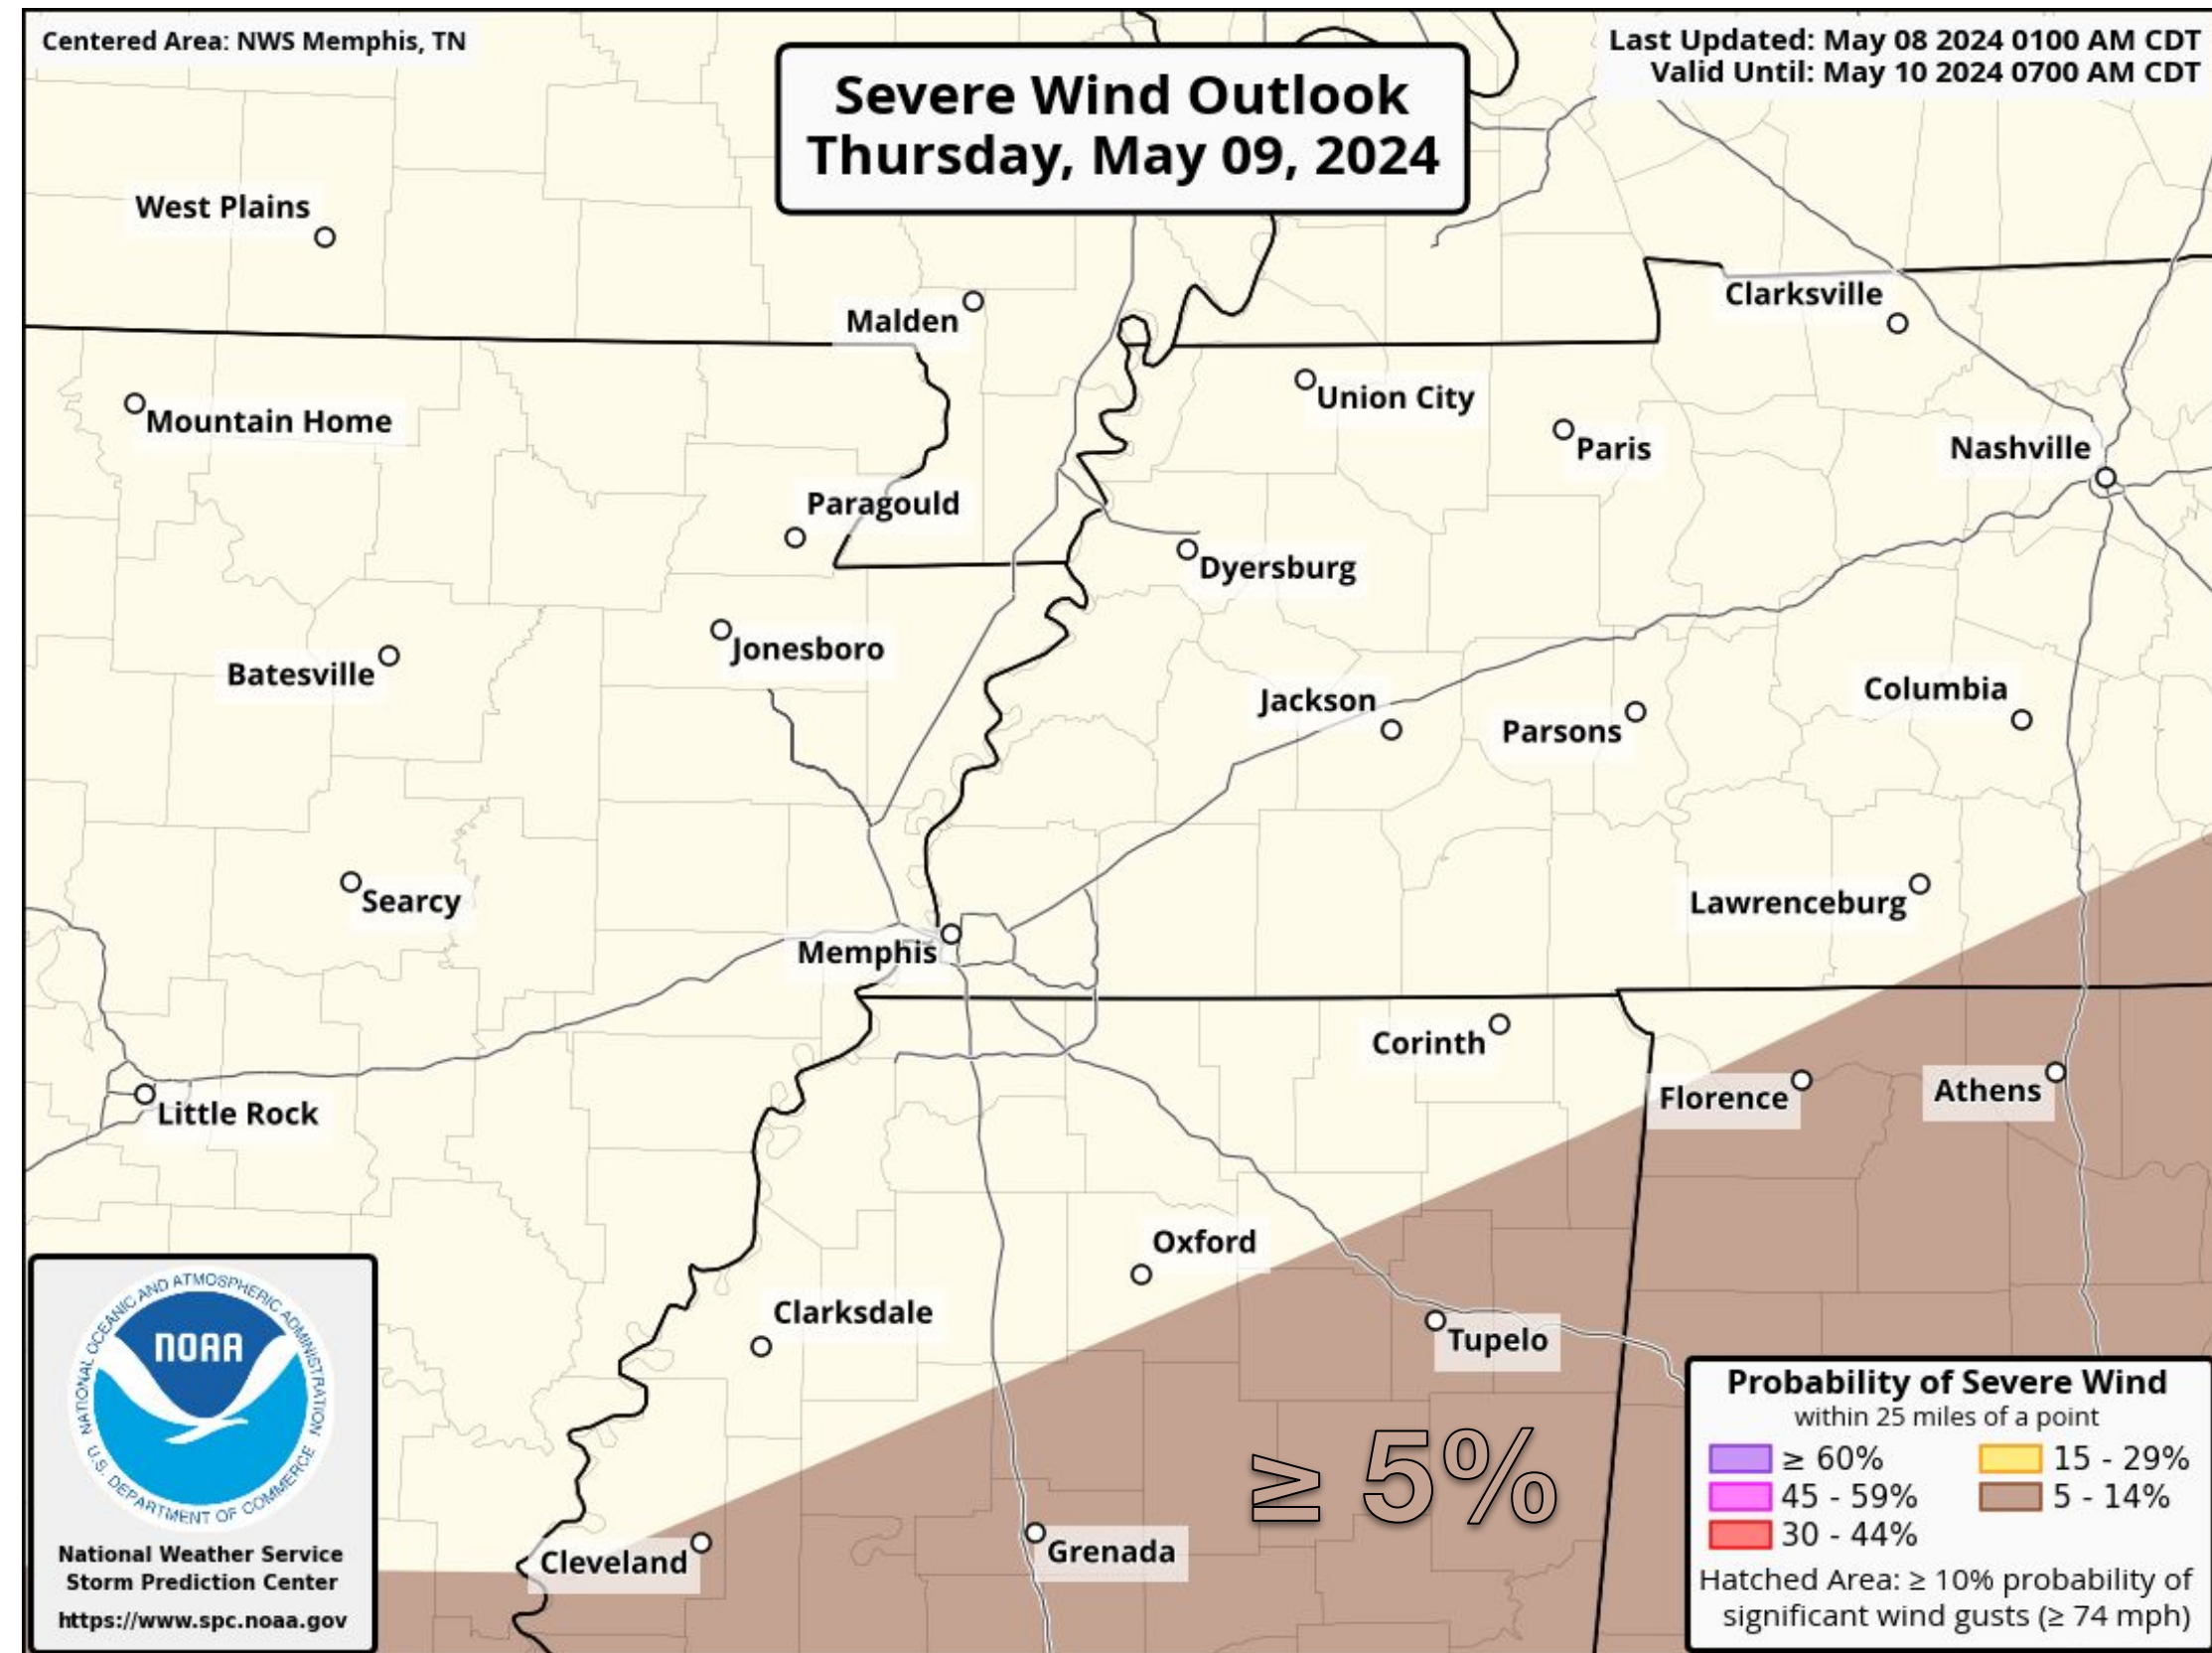 Centered Area: NWS Memphis, TN
Last Updated: May 08 2024 0100 AM CDT
Valid Until: May 10 2024 0700 AM CDT
Severe Wind Outlook
Thursday, May 09, 2024
West Plains
Malden
Clarksville
Mountain Home
Union City
Paris
Nashville
Paragould
Dyersburg
Jonesboro
Batesville
Jackson
Parsons
Columbia
Searcy
Lawrenceburg
Memphis
Corinth
Little Rock
Florence
Athens
Oxford
Clarksdale
Tupelo
≥ 5%
Cleveland
Grenada
NATIONAL OCEANIC AND ATMOSPHERIC ADMINISTRATION
NOAA
U.S. DEPARTMENT OF COMMERCE
National Weather Service
Storm Prediction Center
https://www.spc.noaa.gov
Probability of Severe Wind
within 25 miles of a point
≥ 60% 15 - 29%
45 - 59% 5 - 14%
30 - 44%
Hatched Area: ≥ 10% probability of
significant wind gusts (≥ 74 mph)